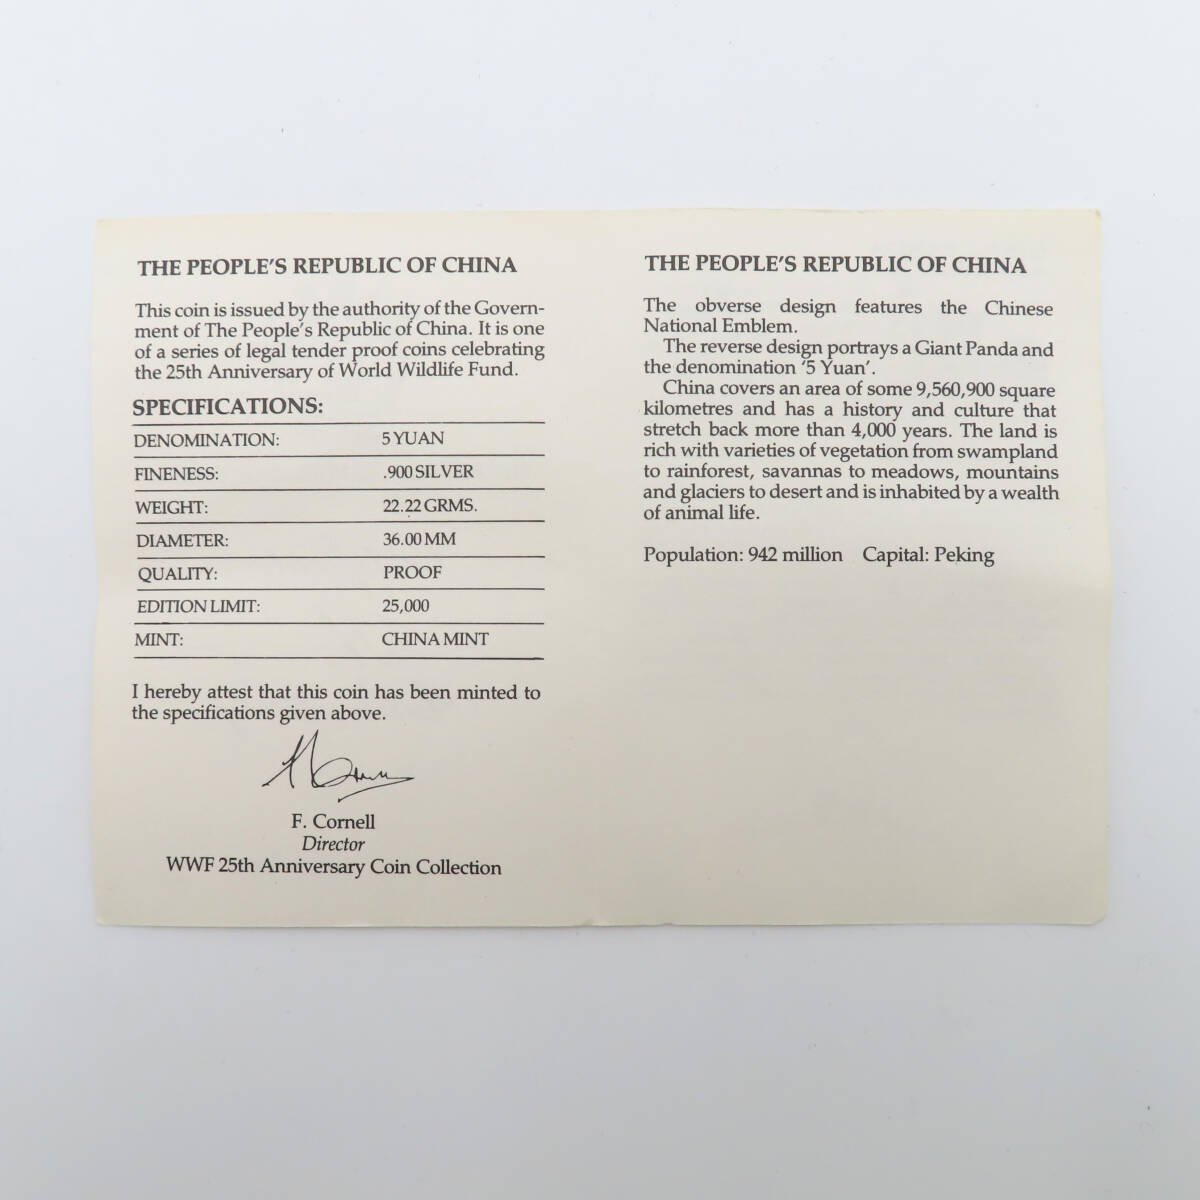 THE PEOPLE'S REPUBLIC OF CHINA
This coin is issued by the authority of the Govern-
ment of The People's Republic of China. It is one
of a series of legal tender proof coins celebrating
the 25th Anniversary of World Wildlife Fund.
SPECIFICATIONS:
DENOMINATION: 5 YUAN
FINENESS: .900 SILVER
WEIGHT: 22.22 GRMS.
DIAMETER: 36.00 MM
QUALITY: PROOF
EDITION LIMIT: 25,000
MINT: CHINA MINT
I hereby attest that this coin has been minted to
the specifications given above.
F. Cornell
Director
WWF 25th Anniversary Coin Collection
THE PEOPLE'S REPUBLIC OF CHINA
The obverse design features the Chinese
National Emblem.
The reverse design portrays a Giant Panda and
the denomination '5 Yuan'.
China covers an area of some 9,560,900 square
kilometres and has a history and culture that
stretch back more than 4,000 years. The land is
rich with varieties of vegetation from swampland
to rainforest, savannas to meadows, mountains
and glaciers to desert and is inhabited by a wealth
of animal life.
Population: 942 million Capital: Peking